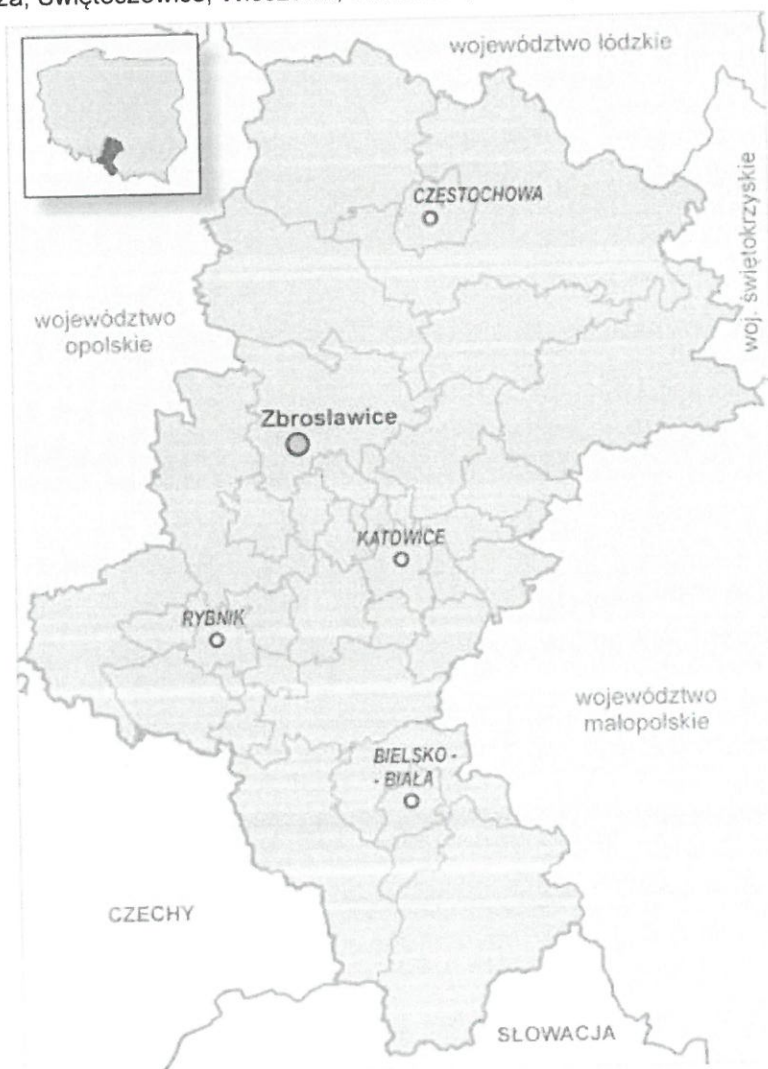 województwo łódzkie
CZĘSTOCHOWA
woj. świętokrzyskie
województwo
opolskie
Zbrosławice
KATOWICE
RYBNIK
województwo
małopolskie
BIELSKO -
- BIAŁA
CZECHY
SŁOWACJA